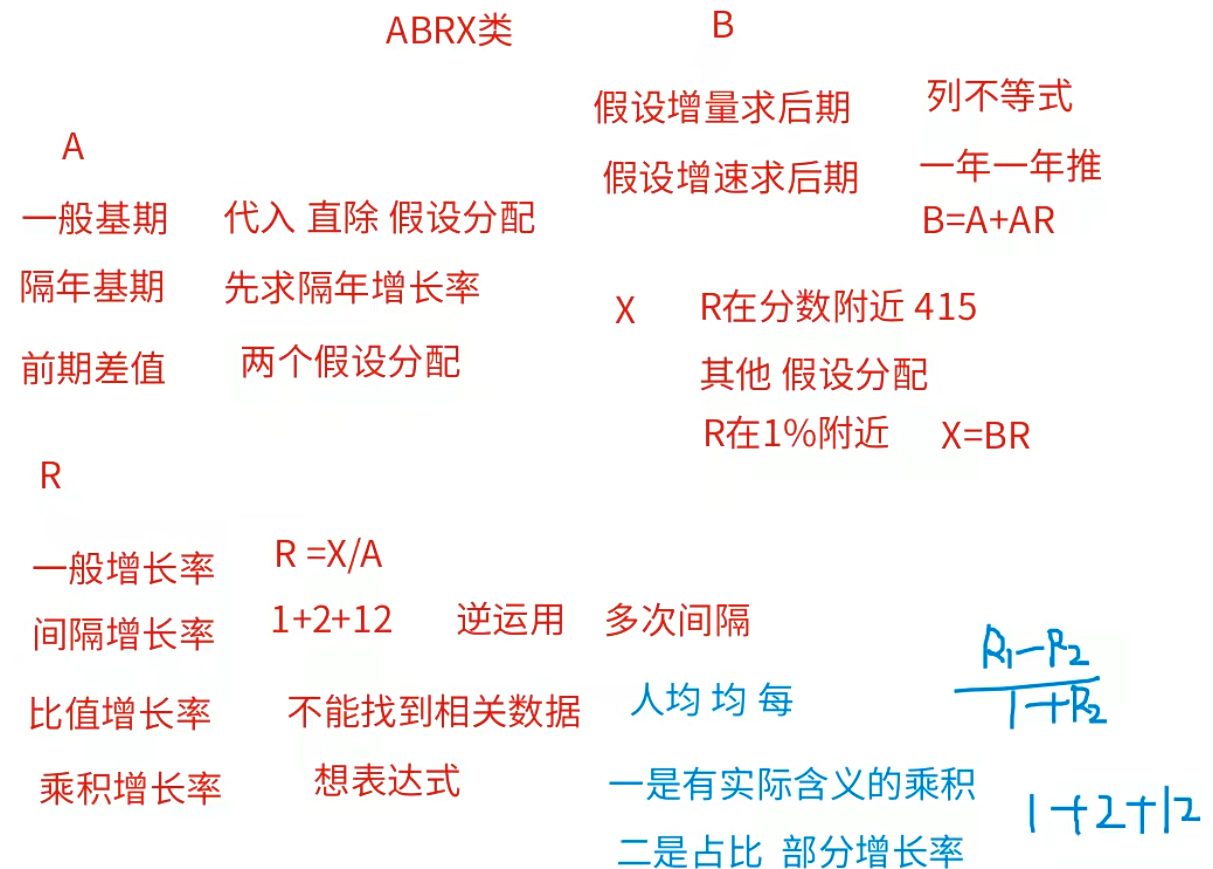 ABRX类
A
一般基期 代入 直除 假设分配
隔年基期 先求隔年增长率
前期差值 两个假设分配
B
假设增量求后期 列不等式
假设增速求后期 一年一年推
B=A+AR
X R在分数附近 415
其他 假设分配
R在1%附近 X=BR
R
一般增长率 R =X/A
间隔增长率 1+2+12 逆运用 多次间隔
比值增长率 不能找到相关数据 人均 均 每
R₁-R₂
1+R₂
乘积增长率 想表达式 一是有实际含义的乘积 1+2+12
二是占比 部分增长率